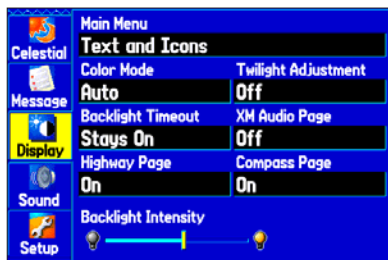 Main Menu
Celestial
Text and Icons
Color Mode Twilight Adjustment
Message
Auto Off
Backlight Timeout XM Audio Page
Display
Stays On Off
Highway Page Compass Page
On On
Sound
Backlight Intensity
Setup